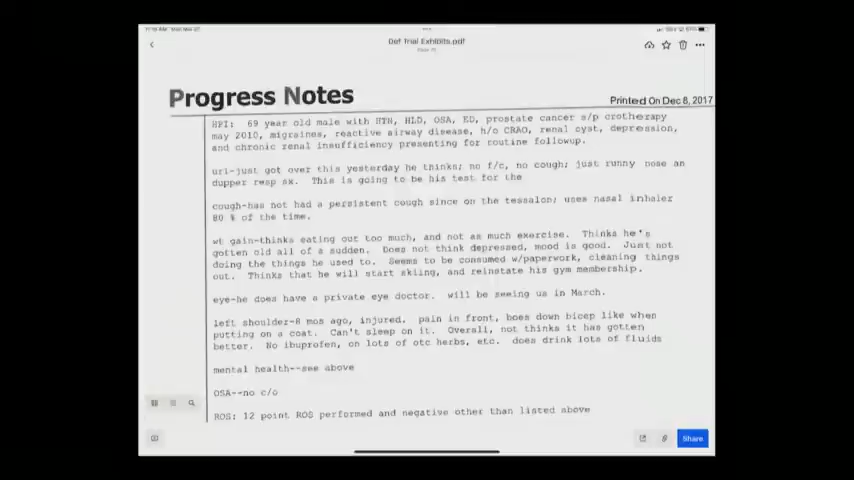 11:19 AM Wed Mar 27
Def Trial Exhibits.pdf
Progress Notes
Printed On Dec 8, 2017
HPI: 69 year old male with HTN, HLD, OSA, ED, prostate cancer s/p crotherapy
may 2010, migraines, reactive airway disease, h/o CRAO, renal cyst, depression,
and chronic renal insufficiency presenting for routine followup.
uri-just got over this yesterday he thinks; no f/c, no cough; just runny nose an
dupper resp sx. This is going to be his test for the
cough-has not had a persistent cough since on the tessalon; uses nasal inhaler
80 % of the time.
wt gain-thinks eating out too much, and not as much exercise. Thinks he's
gotten old all of a sudden. Does not think depressed, mood is good. Just not
doing the things he used to. Seems to be consumed w/paperwork, cleaning things
out. Thinks that he will start skiing, and reinstate his gym membership.
eye-he does have a private eye doctor. will be seeing us in March.
left shoulder-8 mos ago, injured. pain in front, boes down bicep like when
putting on a coat. Can't sleep on it. Overall, not thinks it has gotten
better. No ibuprofen, on lots of otc herbs, etc. does drink lots of fluids
mental health--see above
OSA--no c/o
ROS: 12 point ROS performed and negative other than listed above
Share